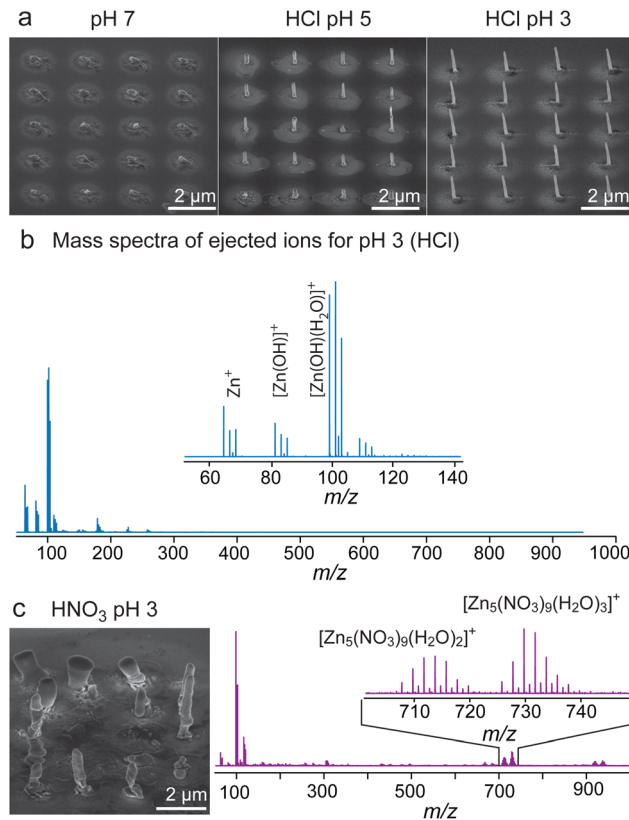 a pH 7 HCl pH 5 HCl pH 3
2 µm 2 µm 2 µm
b Mass spectra of ejected ions for pH 3 (HCl)
Zn⁺
[Zn(OH)]⁺
[Zn(OH)(H₂O)]⁺
60 80 100 120 140
m/z
100 200 300 400 500 600 700 800 900 1000
m/z
c HNO₃ pH 3
2 µm
[Zn₅(NO₃)₉(H₂O)₃]⁺
[Zn₅(NO₃)₉(H₂O)₂]⁺
710 720 730 740
m/z
100 300 500 700 900
m/z